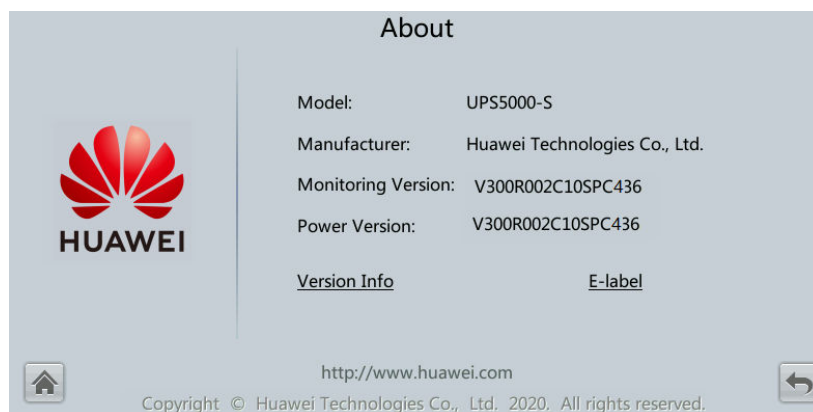 About
Model: UPS5000-S
Manufacturer: Huawei Technologies Co., Ltd.
Monitoring Version: V300R002C10SPC436
Power Version: V300R002C10SPC436
HUAWEI
Version Info E-label
http://www.huawei.com
Copyright © Huawei Technologies Co., Ltd. 2020. All rights reserved.